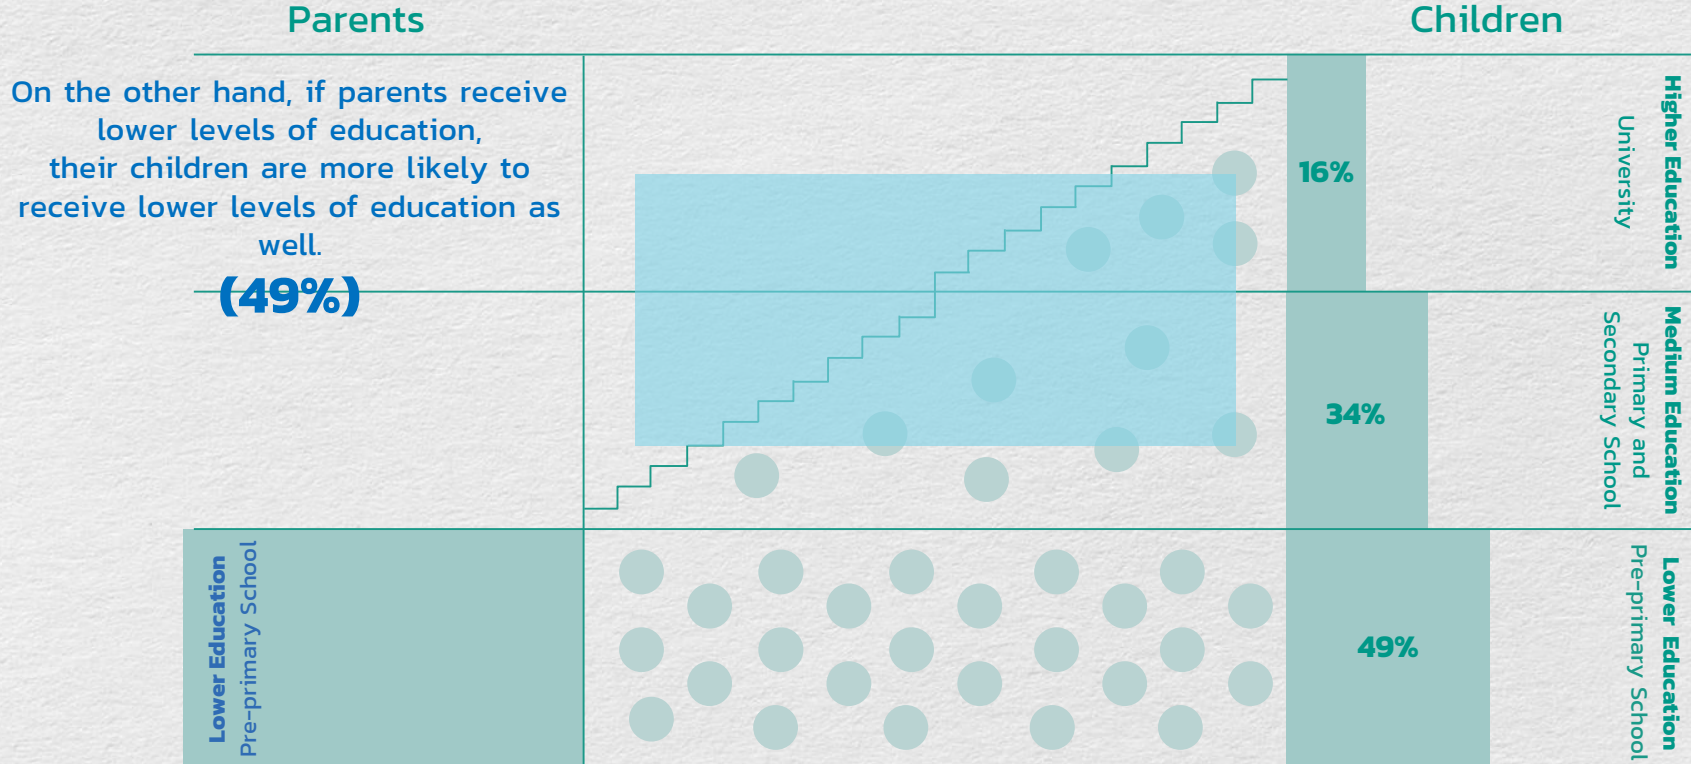 Parents
Children
On the other hand, if parents receive
lower levels of education,
their children are more likely to
receive lower levels of education as
well.
(49%)
16%
Higher Education
University
34%
Medium Education
Primary and
Secondary School
Lower Education
Pre-primary School
49%
Lower Education
Pre-primary School